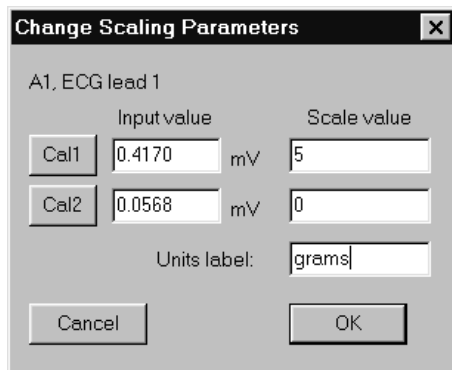 Change Scaling Parameters
A1, ECG lead 1
Input value Scale value
Cal1 0.4170 mV 5
Cal2 0.0568 mV 0
Units label: grams
Cancel OK